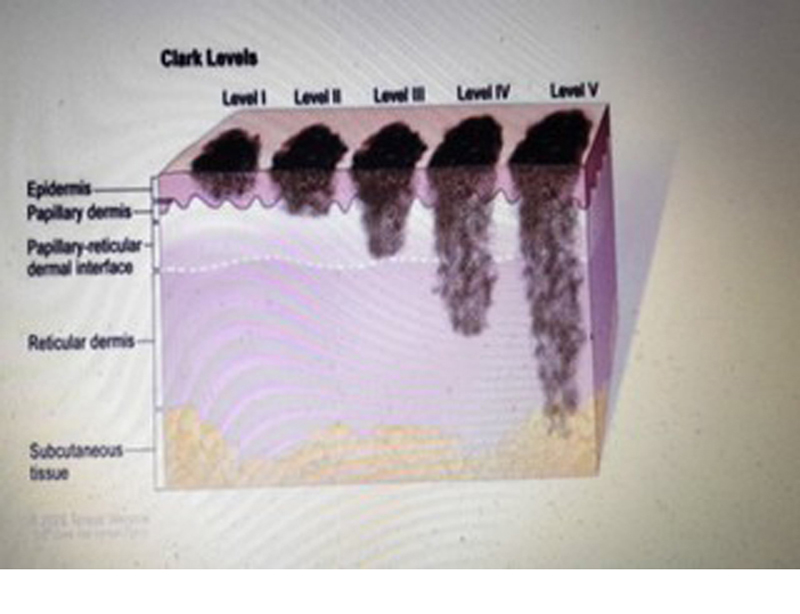 Clark Levels
Level I Level II Level III Level IV Level V
Epidermis
Papillary dermis
Papillary-reticular
dermal interface
Reticular dermis
Subcutaneous
tissue